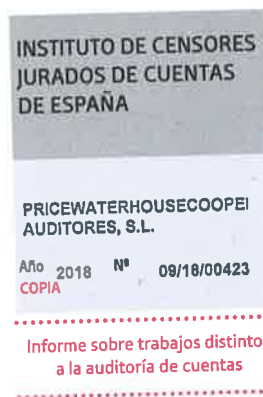 INSTITUTO DE CENSORES
JURADOS DE CUENTAS
DE ESPAÑA
PRICEWATERHOUSECOOPE
AUDITORES, S.L.
Año 2018 Nº 09/18/00423
COPIA
Informe sobre trabajos distinto
a la auditoría de cuentas